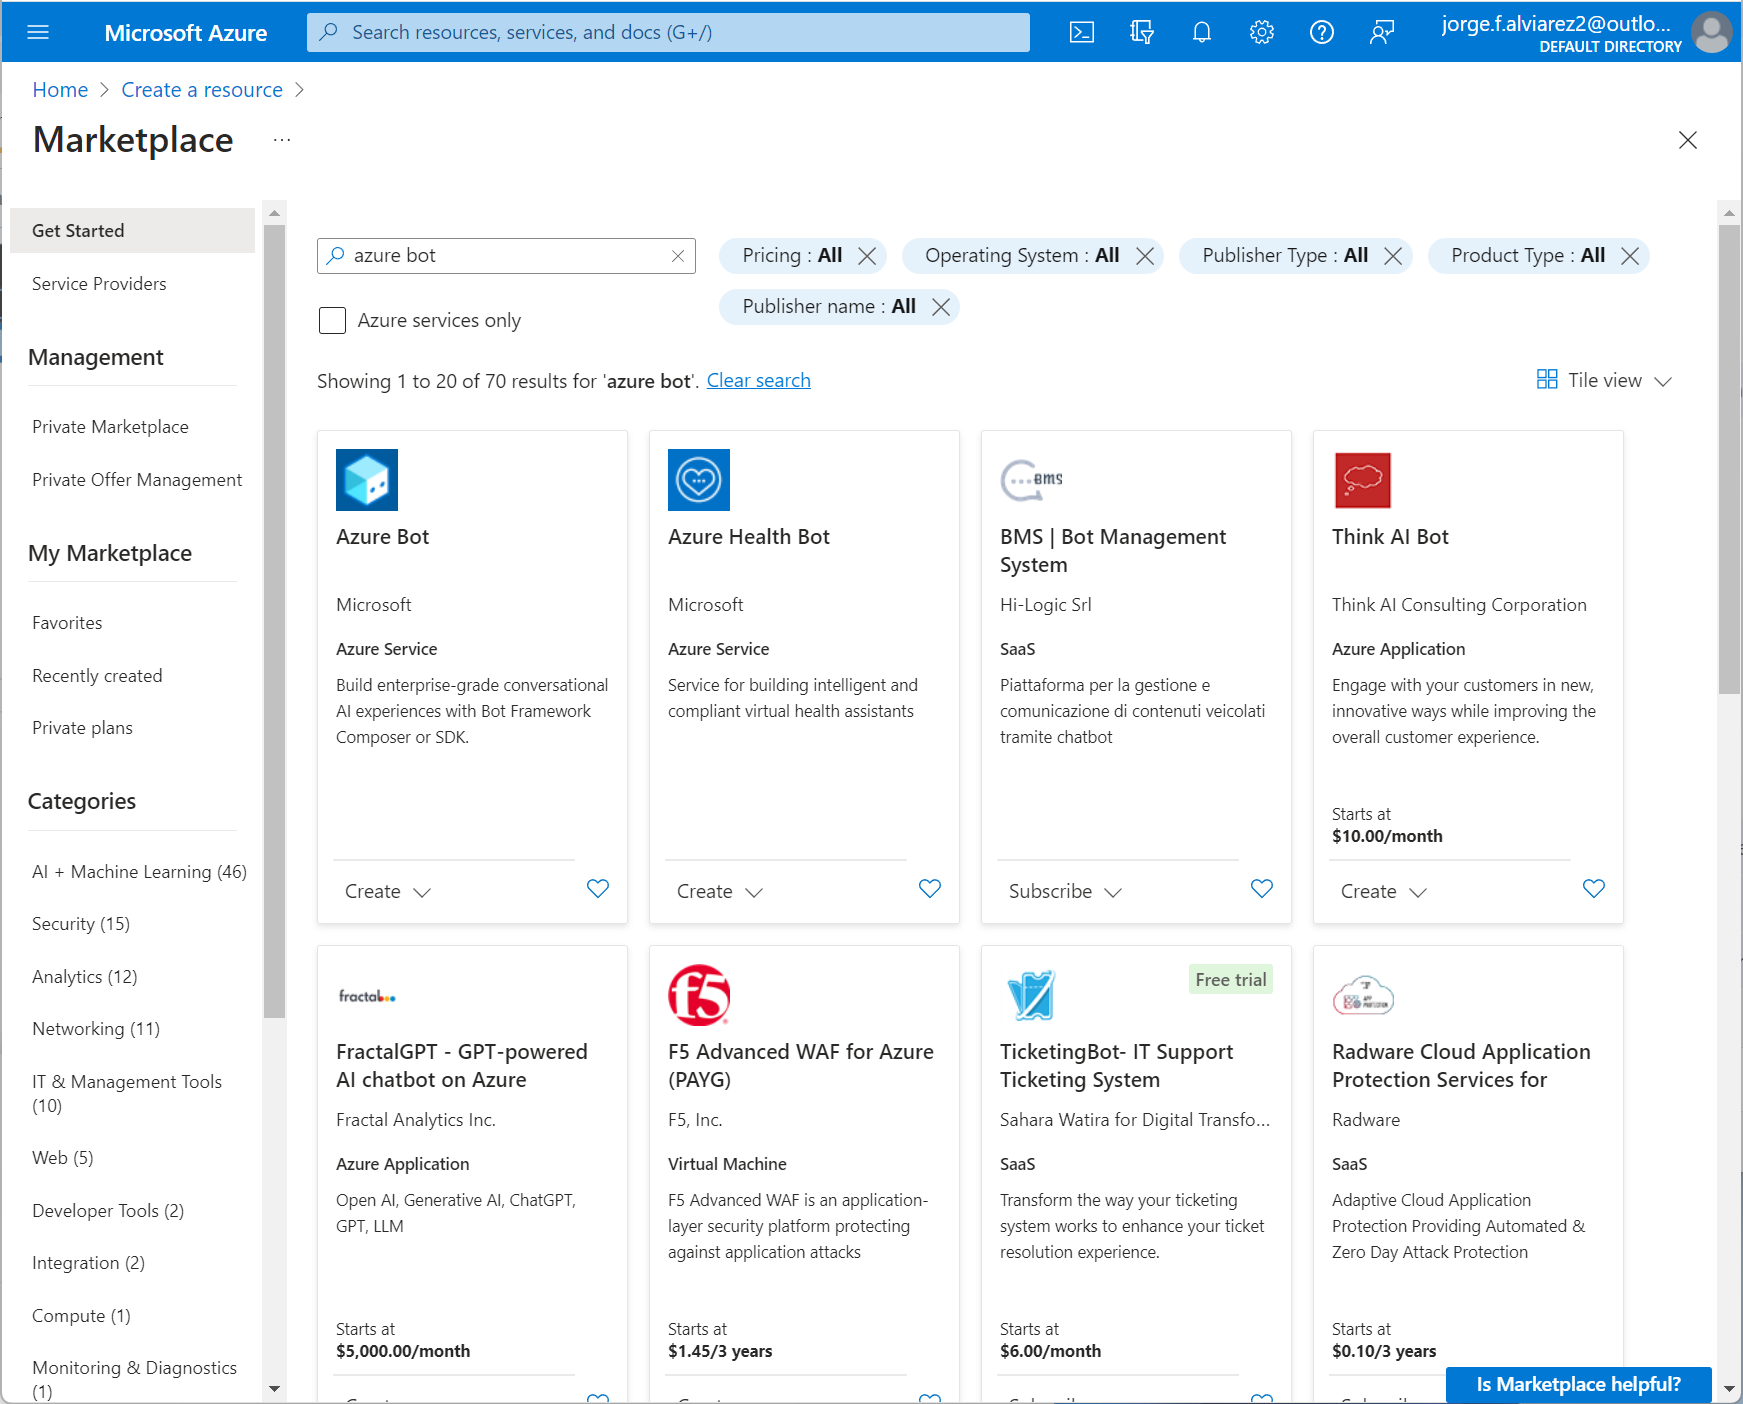 Microsoft Azure
Search resources, services, and docs (G+/)
jorge.f.alviarez2@outlo...
DEFAULT DIRECTORY
Home > Create a resource >
Marketplace ...
Get Started
Service Providers
Management
Private Marketplace
Private Offer Management
My Marketplace
Favorites
Recently created
Private plans
Categories
AI + Machine Learning (46)
Security (15)
Analytics (12)
Networking (11)
IT & Management Tools
(10)
Web (5)
Developer Tools (2)
Integration (2)
Compute (1)
Monitoring & Diagnostics
(1)
azure bot
Pricing : All
Operating System : All
Publisher Type : All
Product Type : All
Publisher name : All
Azure services only
Showing 1 to 20 of 70 results for 'azure bot'. Clear search
Tile view
Azure Bot
Microsoft
Azure Service
Build enterprise-grade conversational
AI experiences with Bot Framework
Composer or SDK.
Create
Azure Health Bot
Microsoft
Azure Service
Service for building intelligent and
compliant virtual health assistants
Create
BMS
BMS | Bot Management
System
Hi-Logic Srl
SaaS
Piattaforma per la gestione e
comunicazione di contenuti veicolati
tramite chatbot
Subscribe
Think AI Bot
Think AI Consulting Corporation
Azure Application
Engage with your customers in new,
innovative ways while improving the
overall customer experience.
Starts at
$10.00/month
Create
fractal
FractalGPT - GPT-powered
AI chatbot on Azure
Fractal Analytics Inc.
Azure Application
Open AI, Generative AI, ChatGPT,
GPT, LLM
Starts at
$5,000.00/month
f5
F5 Advanced WAF for Azure
(PAYG)
F5, Inc.
Virtual Machine
F5 Advanced WAF is an application-
layer security platform protecting
against application attacks
Starts at
$1.45/3 years
Free trial
TicketingBot- IT Support
Ticketing System
Sahara Watira for Digital Transfo...
SaaS
Transform the way your ticketing
system works to enhance your ticket
resolution experience.
Starts at
$6.00/month
Radware Cloud Application
Protection Services for
Radware
SaaS
Adaptive Cloud Application
Protection Providing Automated &
Zero Day Attack Protection
Starts at
$0.10/3 years
Is Marketplace helpful?